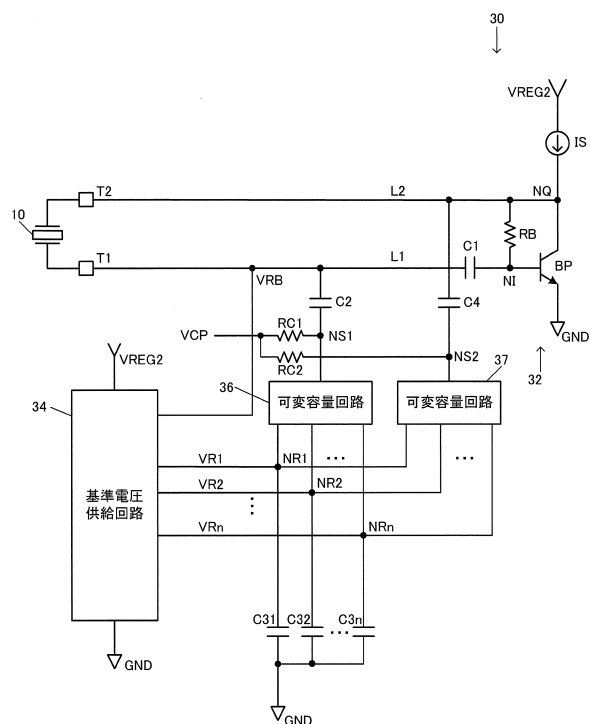 30
VREG2
IS
T2
L2
NQ
10
RB
C1
BP
T1
VRB
L1
NI
C2
C4
GND
RC1
VCP
NS1
RC2
NS2
32
VREG2
36
37
34
可変容量回路
可変容量回路
VR1
NR1
...
...
VR2
NR2
基準電圧
供給回路
VRn
NRn
C31
C32
...
C3n
GND
GND